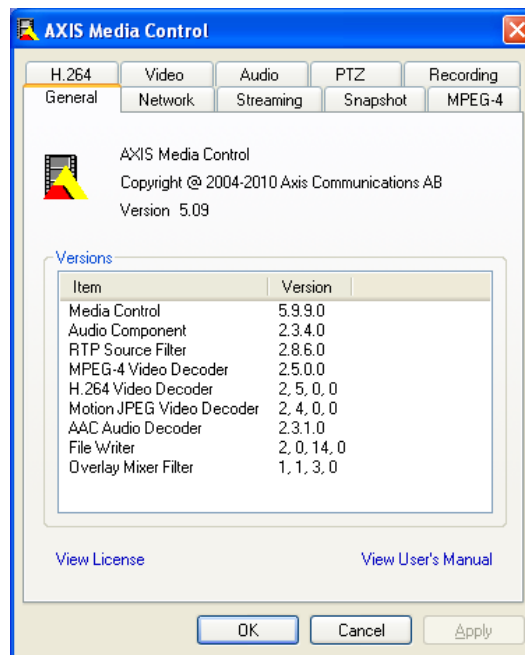 AXIS Media Control
H.264 Video Audio PTZ Recording
General Network Streaming Snapshot MPEG-4
AXIS Media Control
Copyright @ 2004-2010 Axis Communications AB
Version 5.09
Versions
Item Version
Media Control 5.9.9.0
Audio Component 2.3.4.0
RTP Source Filter 2.8.6.0
MPEG-4 Video Decoder 2.5.0.0
H.264 Video Decoder 2, 5, 0, 0
Motion JPEG Video Decoder 2, 4, 0, 0
AAC Audio Decoder 2.3.1.0
File Writer 2, 0, 14, 0
Overlay Mixer Filter 1, 1, 3, 0
View License View User's Manual
OK Cancel Apply